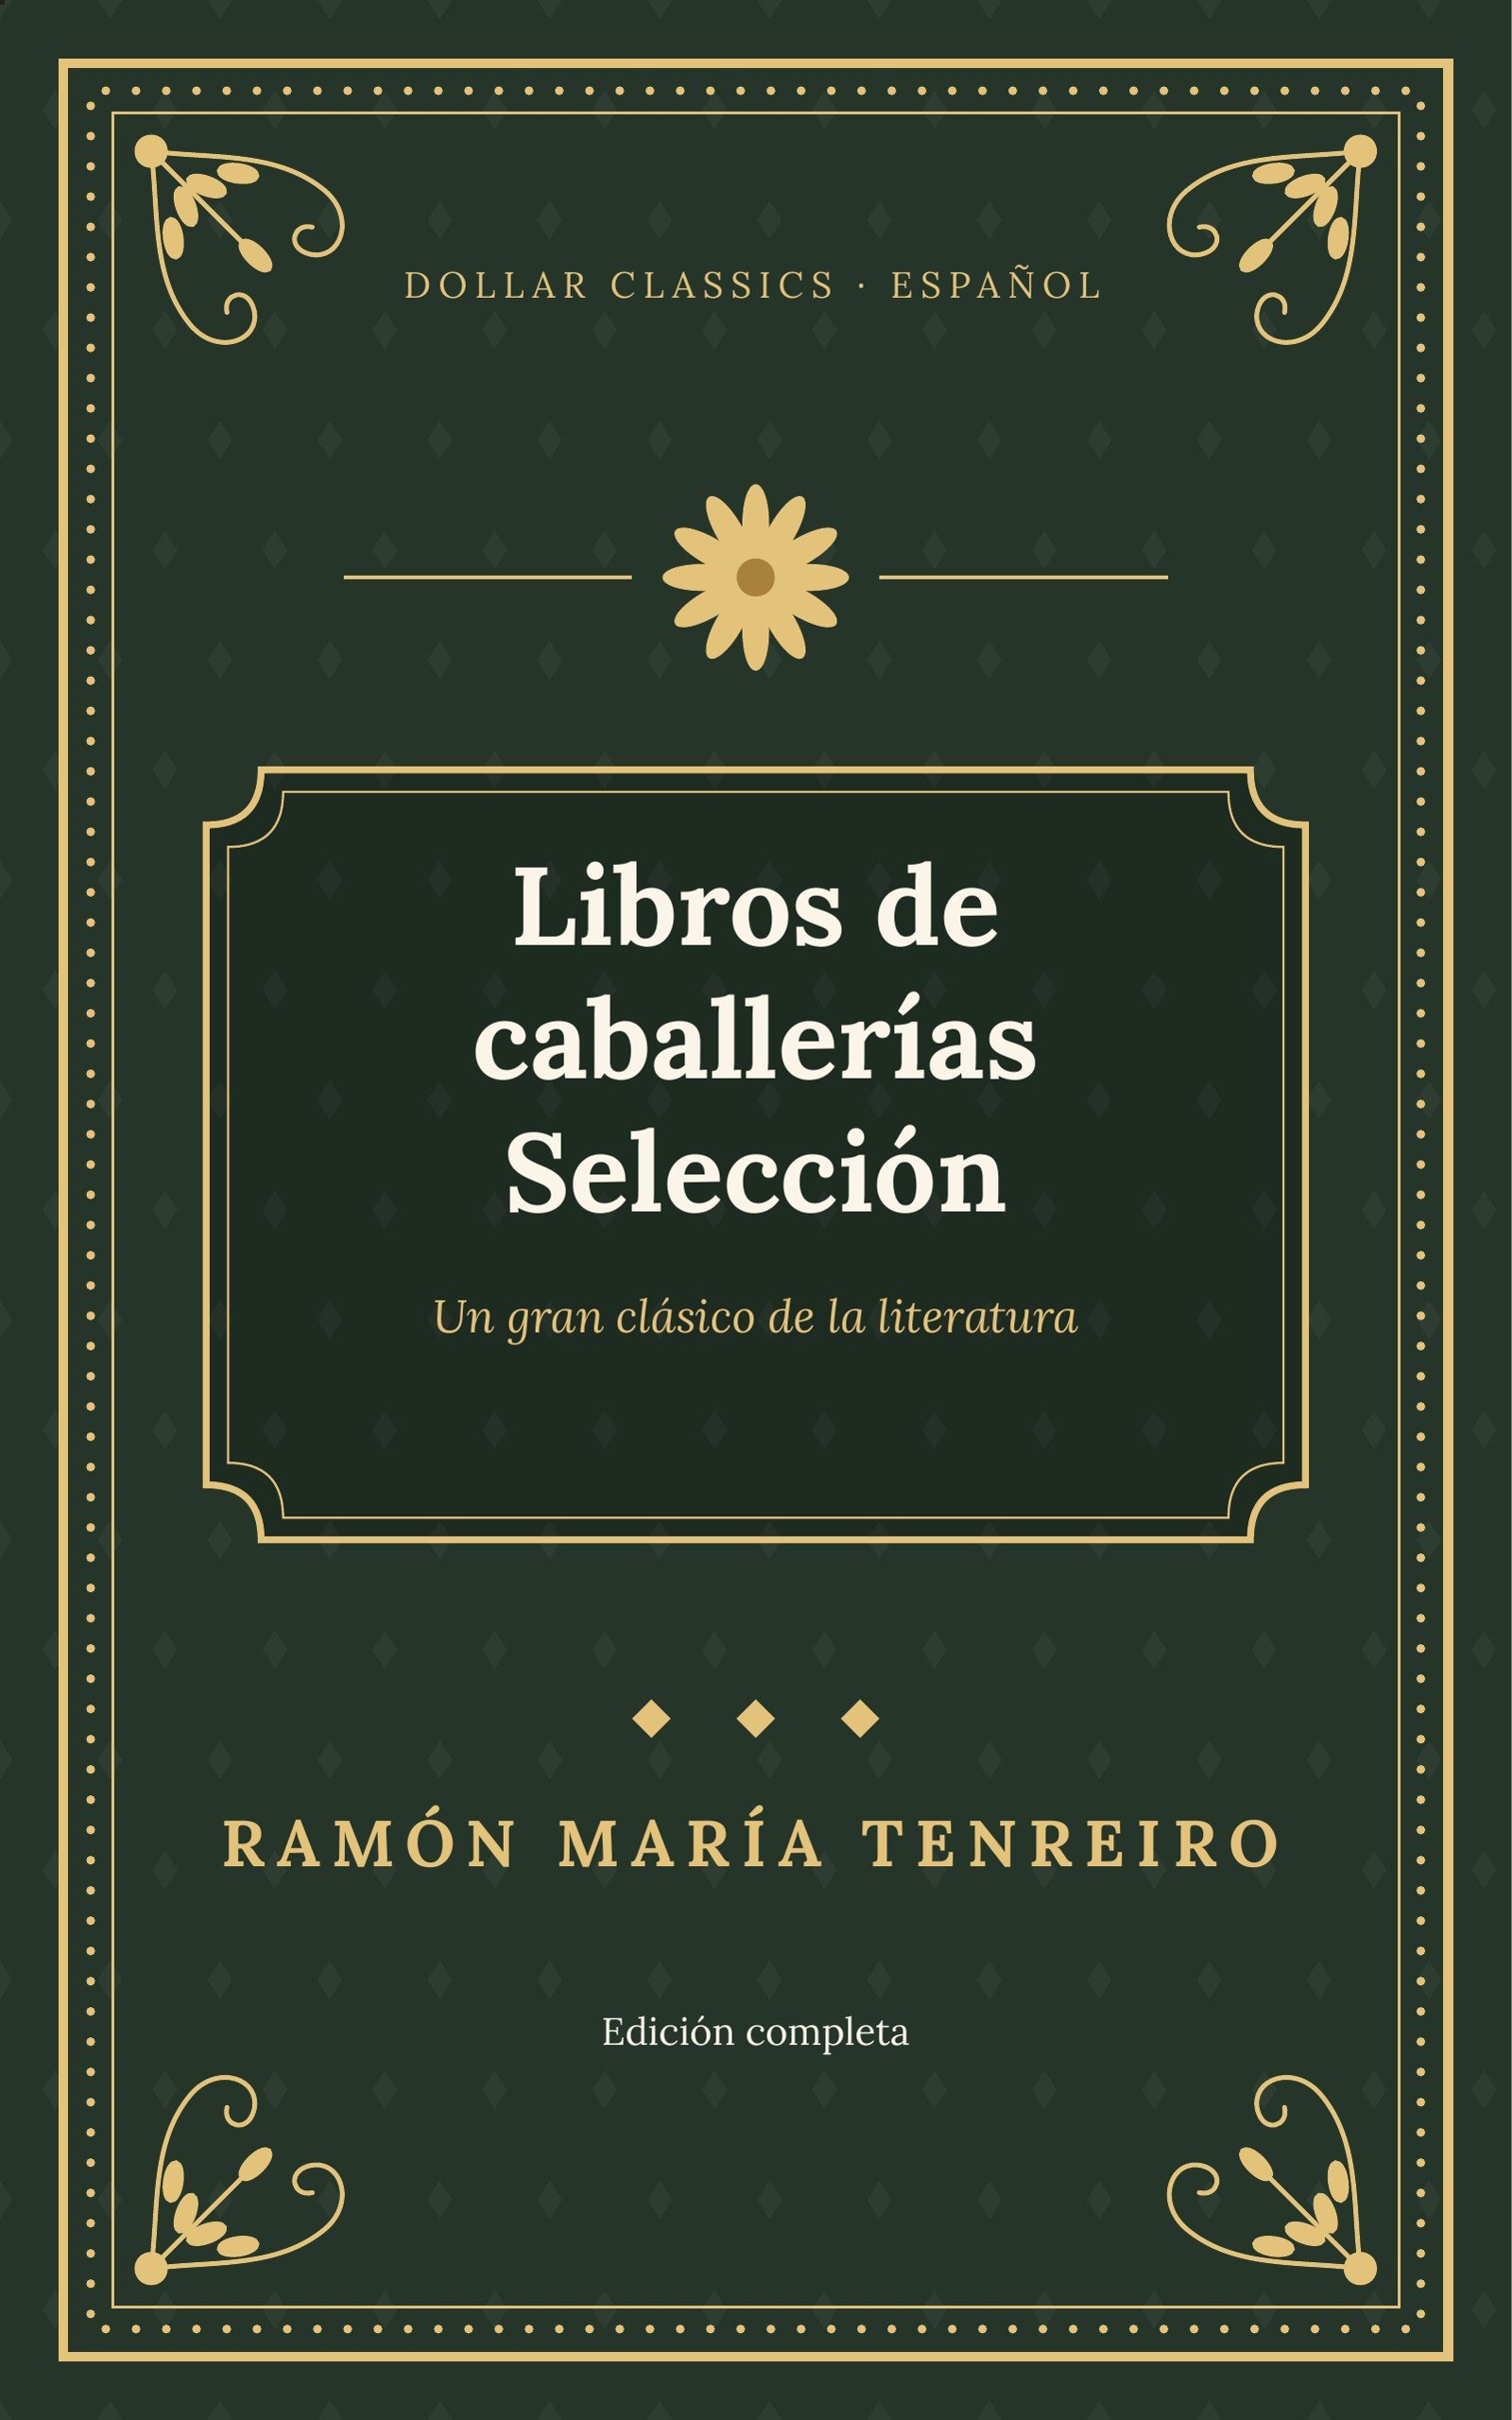 DOLLAR CLASSICS · ESPAÑOL
Libros de
caballerías
Selección
Un gran clásico de la literatura
RAMÓN MARÍA TENREIRO
Edición completa